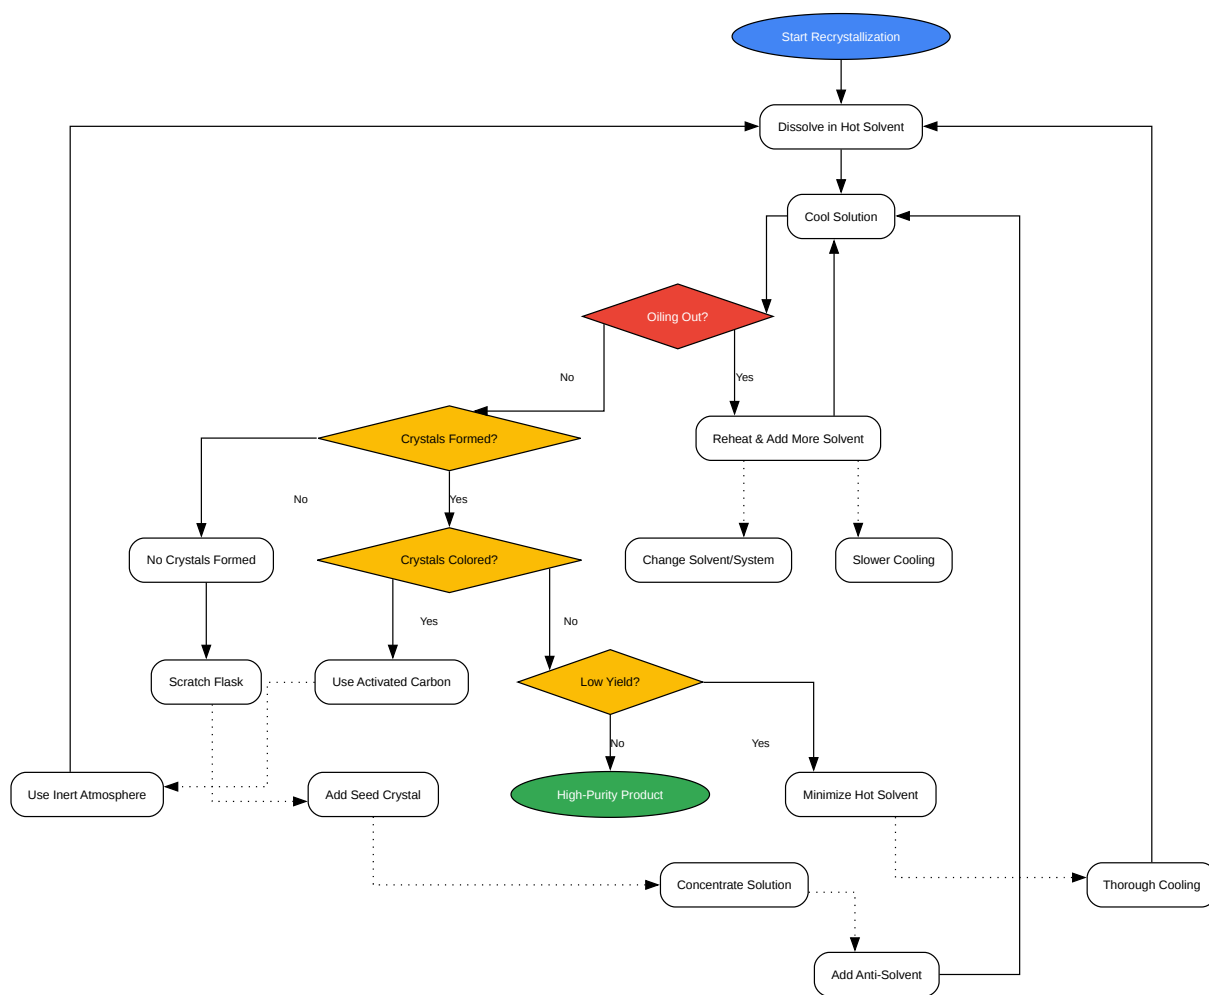 Start Recrystallization
Dissolve in Hot Solvent
Cool Solution
Oiling Out?
No
Yes
Crystals Formed?
Reheat & Add More Solvent
No
Yes
No Crystals Formed
Crystals Colored?
Change Solvent/System
Slower Cooling
Yes
No
Scratch Flask
Use Activated Carbon
Low Yield?
No
Yes
Use Inert Atmosphere
Add Seed Crystal
High-Purity Product
Minimize Hot Solvent
Concentrate Solution
Thorough Cooling
Add Anti-Solvent